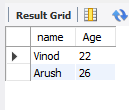 Result Grid
name Age
Vinod 22
Arush 26